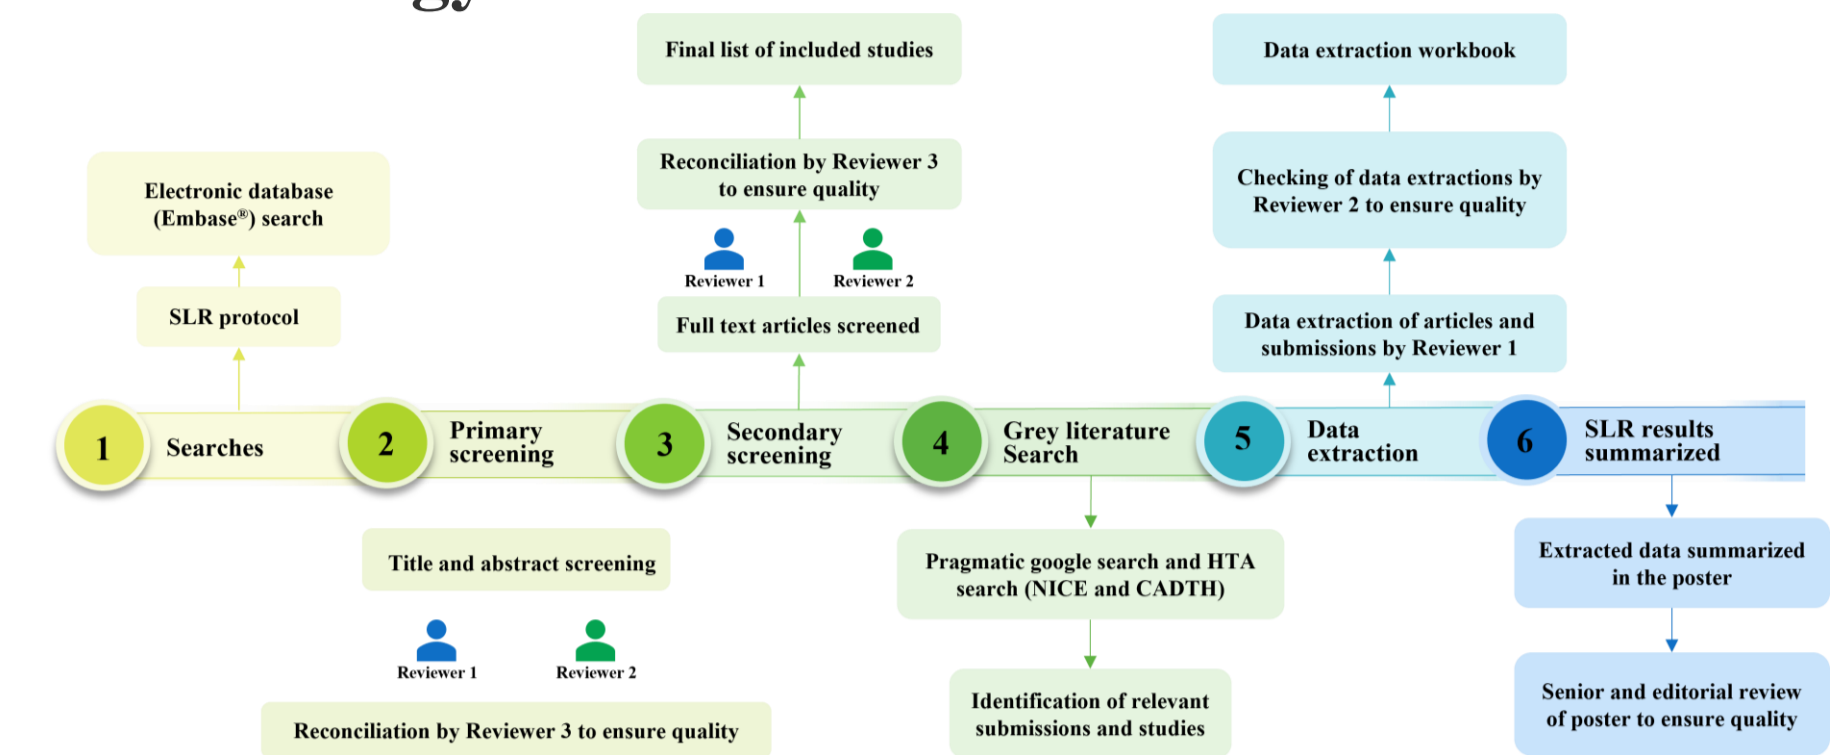 Final list of included studies
Data extraction workbook
Reconciliation by Reviewer 3
to ensure quality
Electronic database
(Embase®) search
Checking of data extractions by
Reviewer 2 to ensure quality
Reviewer 1
Reviewer 2
SLR protocol
Full text articles screened
Data extraction of articles and
submissions by Reviewer 1
1
Searches
2
Primary
screening
3
Secondary
screening
4
Grey literature
Search
5
Data
extraction
6
SLR results
summarized
Title and abstract screening
Reviewer 1
Reviewer 2
Reconciliation by Reviewer 3 to ensure quality
Pragmatic google search and HTA
search (NICE and CADTH)
Identification of relevant
submissions and studies
Extracted data summarized
in the poster
Senior and editorial review
of poster to ensure quality